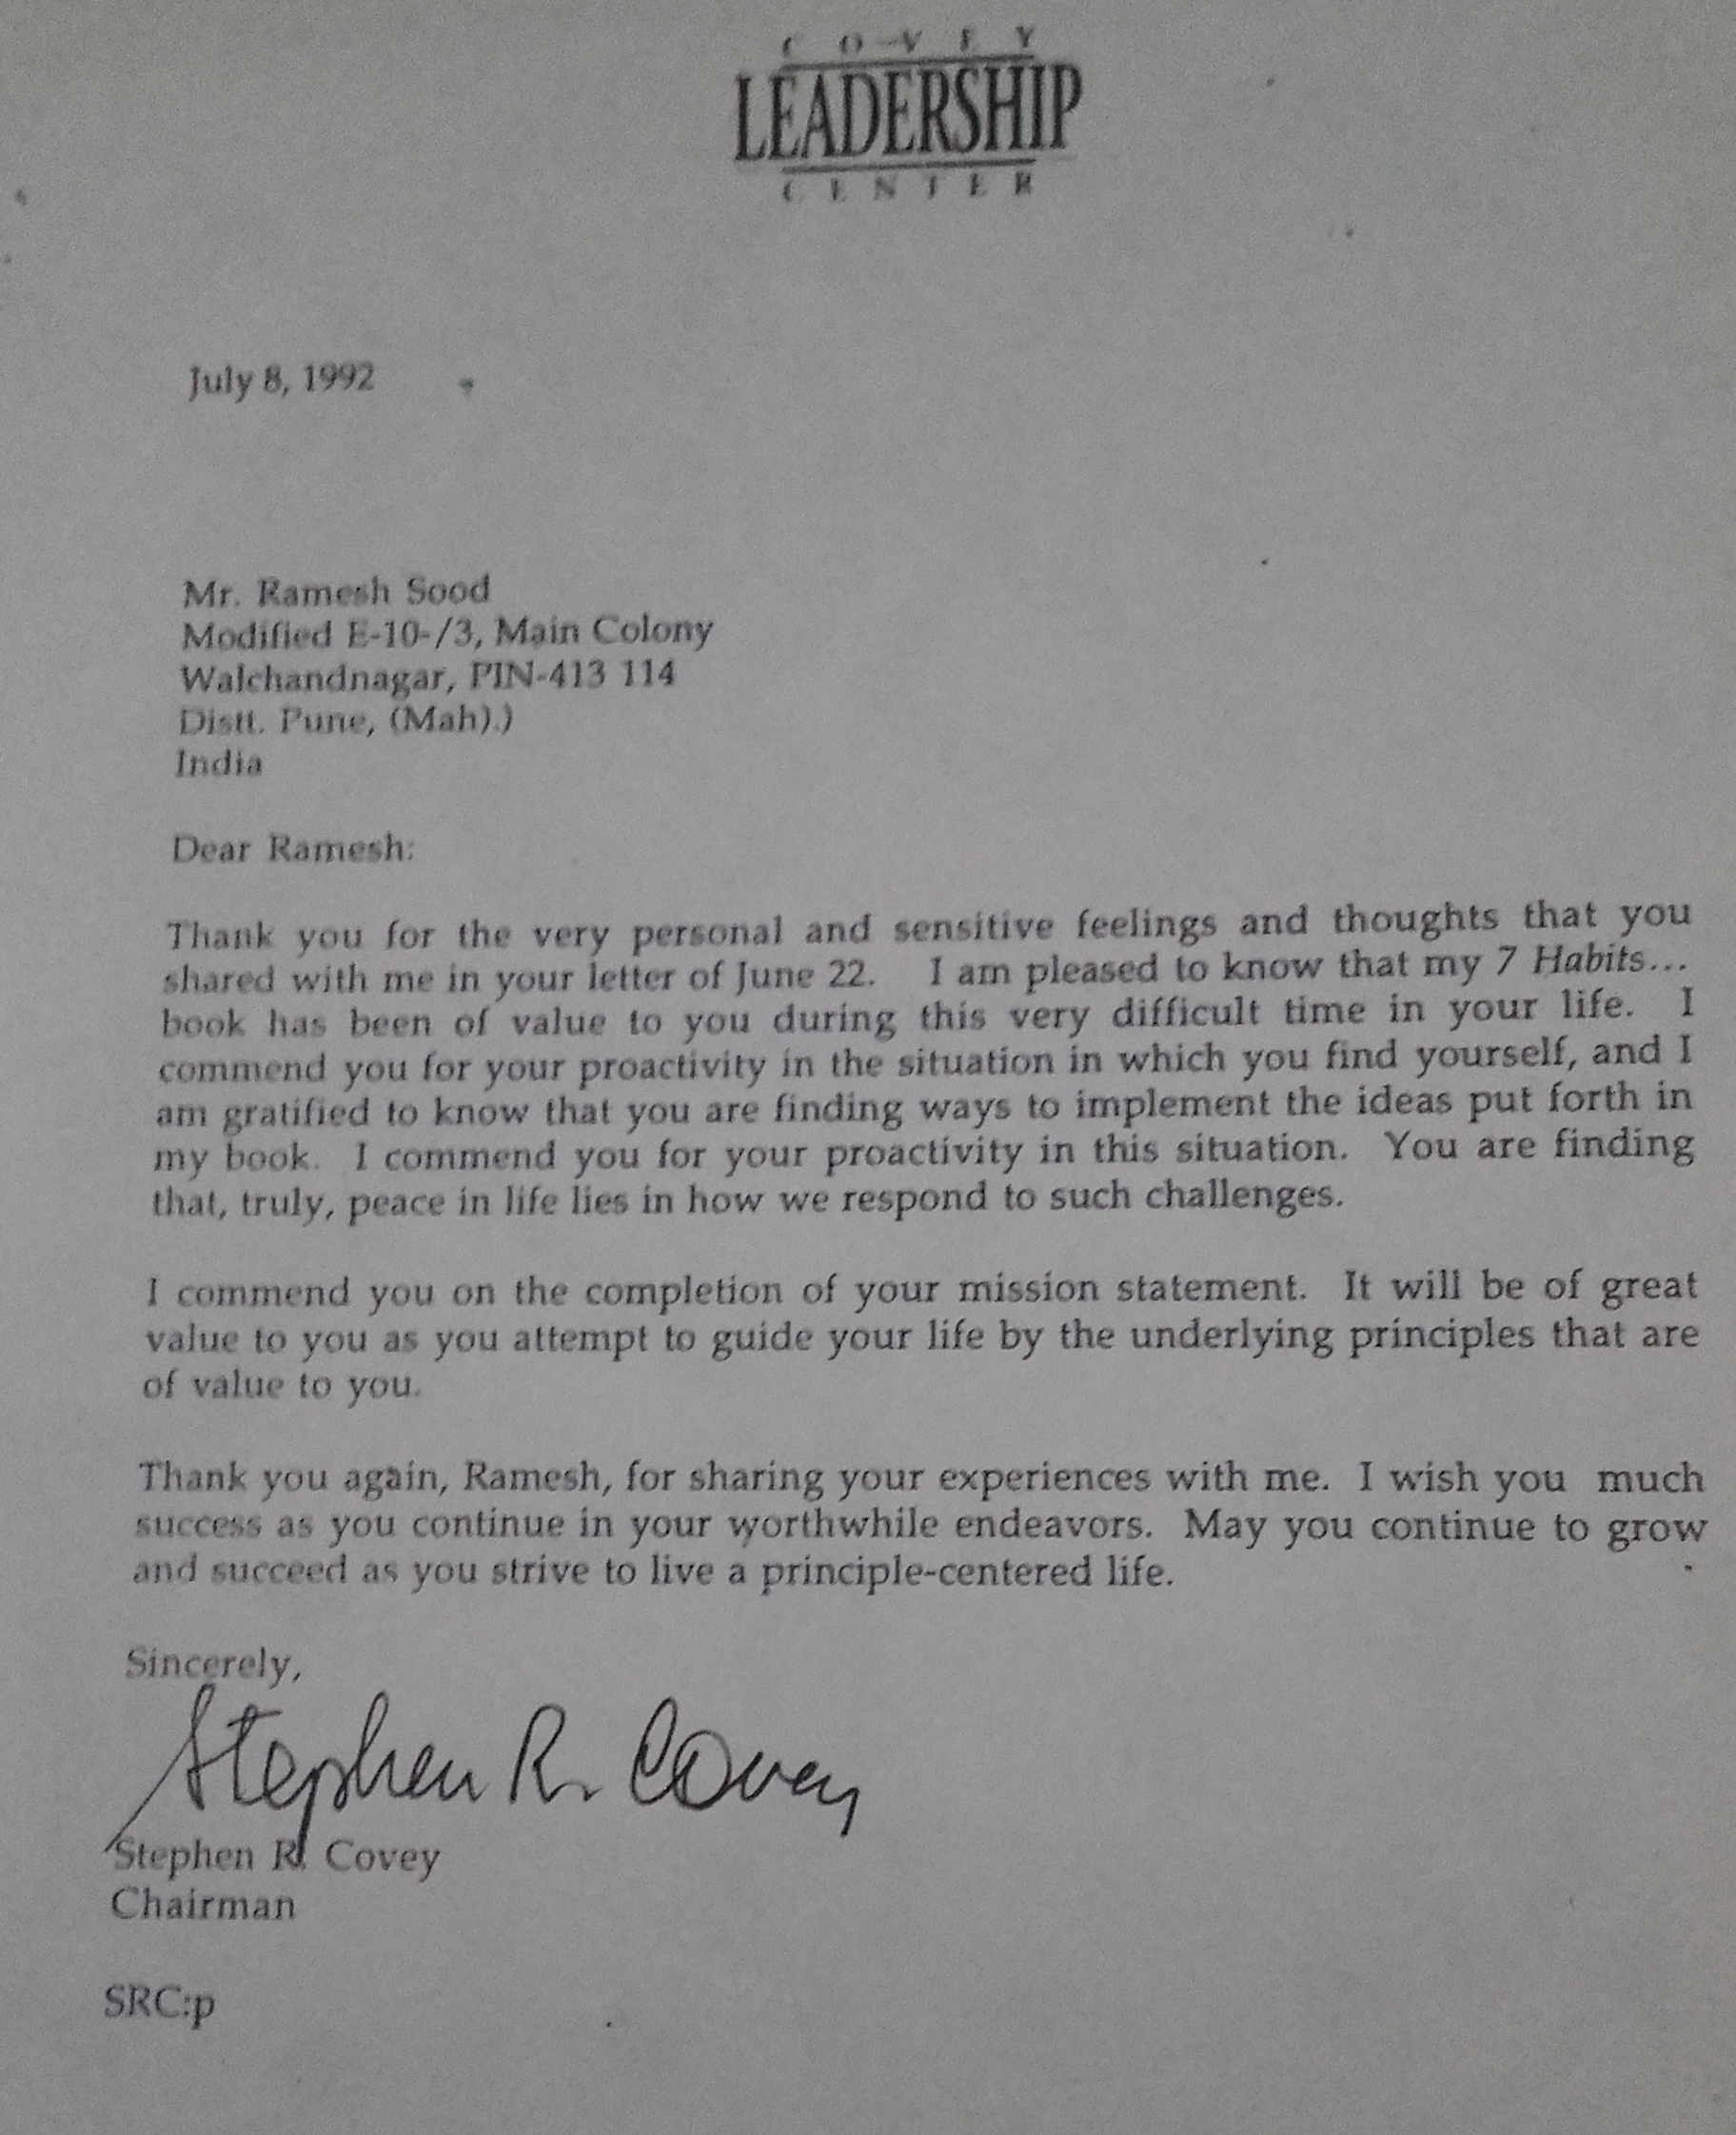 COVEY
LEADERSHIP
CENTER
July 8, 1992
Mr. Ramesh Sood
Modified E-10-/3, Main Colony
Walchandnagar, PIN-413 114
Distt. Pune, (Mah).)
India
Dear Ramesh:
Thank you for the very personal and sensitive feelings and thoughts that you
shared with me in your letter of June 22. I am pleased to know that my 7 Habits...
book has been of value to you during this very difficult time in your life. I
commend you for your proactivity in the situation in which you find yourself, and I
am gratified to know that you are finding ways to implement the ideas put forth in
my book. I commend you for your proactivity in this situation. You are finding
that, truly, peace in life lies in how we respond to such challenges.
I commend you on the completion of your mission statement. It will be of great
value to you as you attempt to guide your life by the underlying principles that are
of value to you.
Thank you again, Ramesh, for sharing your experiences with me. I wish you much
success as you continue in your worthwhile endeavors. May you continue to grow
and succeed as you strive to live a principle-centered life.
Sincerely,
Stephen R. Covey
Stephen R. Covey
Chairman
SRC:p